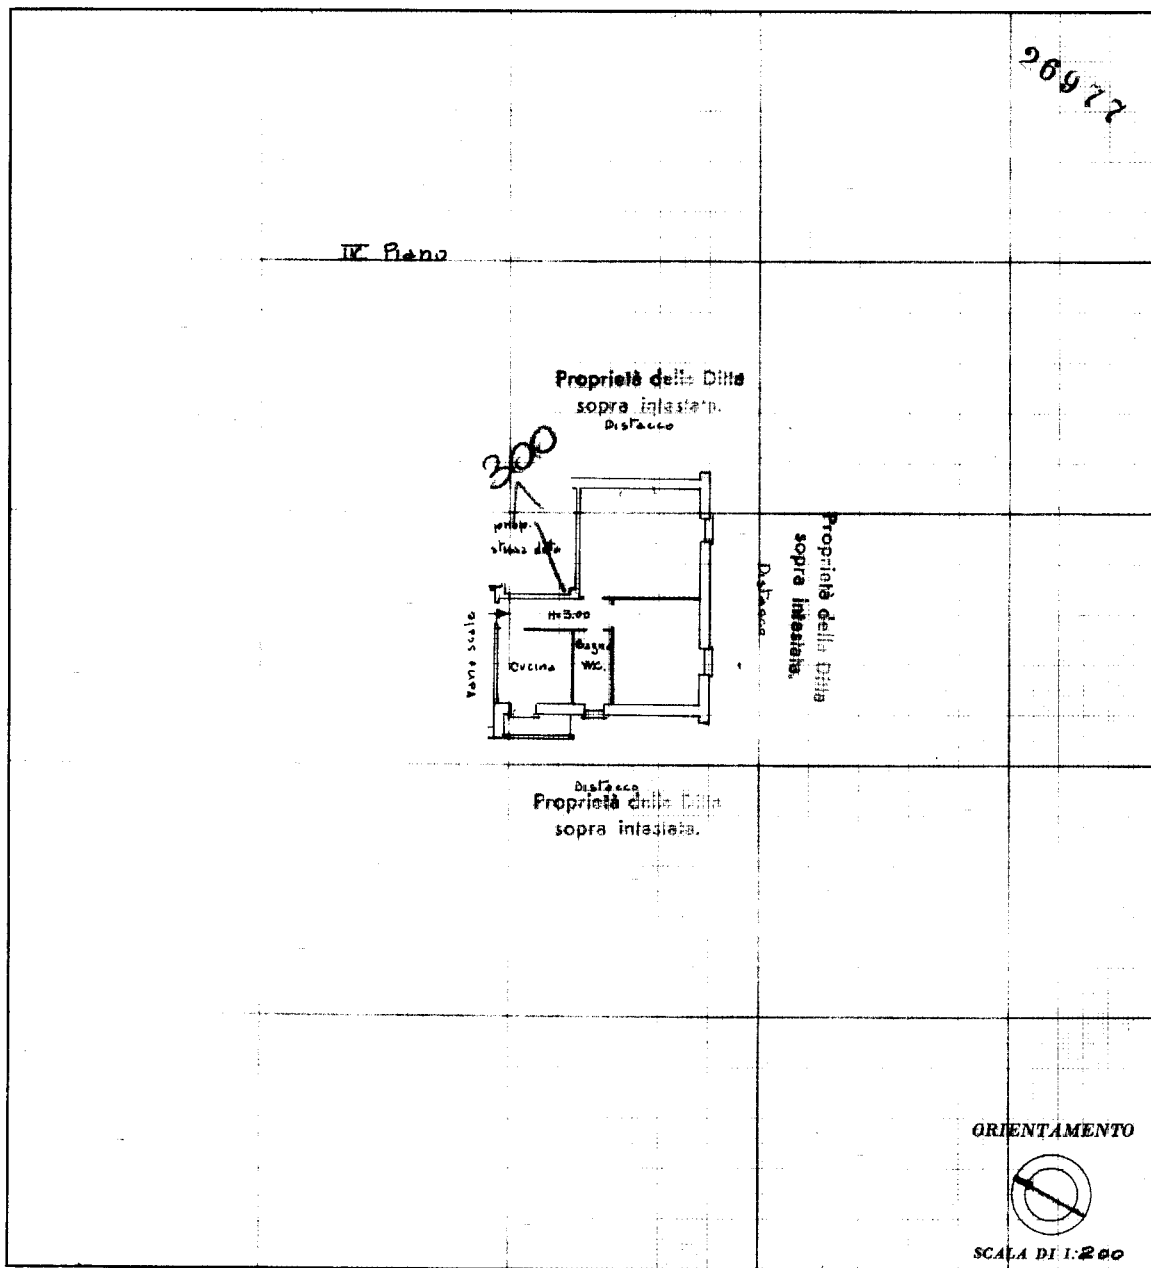 26977
IV Piano
Proprietà della Ditta
sopra intestata.
Distacco
300
H=3.00
Vano scale
Cucina
Bagno
W.C.
Distacco
Proprietà della Ditta
sopra intestata.
Distacco
Proprietà della Ditta
sopra intestata.
ORIENTAMENTO
SCALA DI 1:200